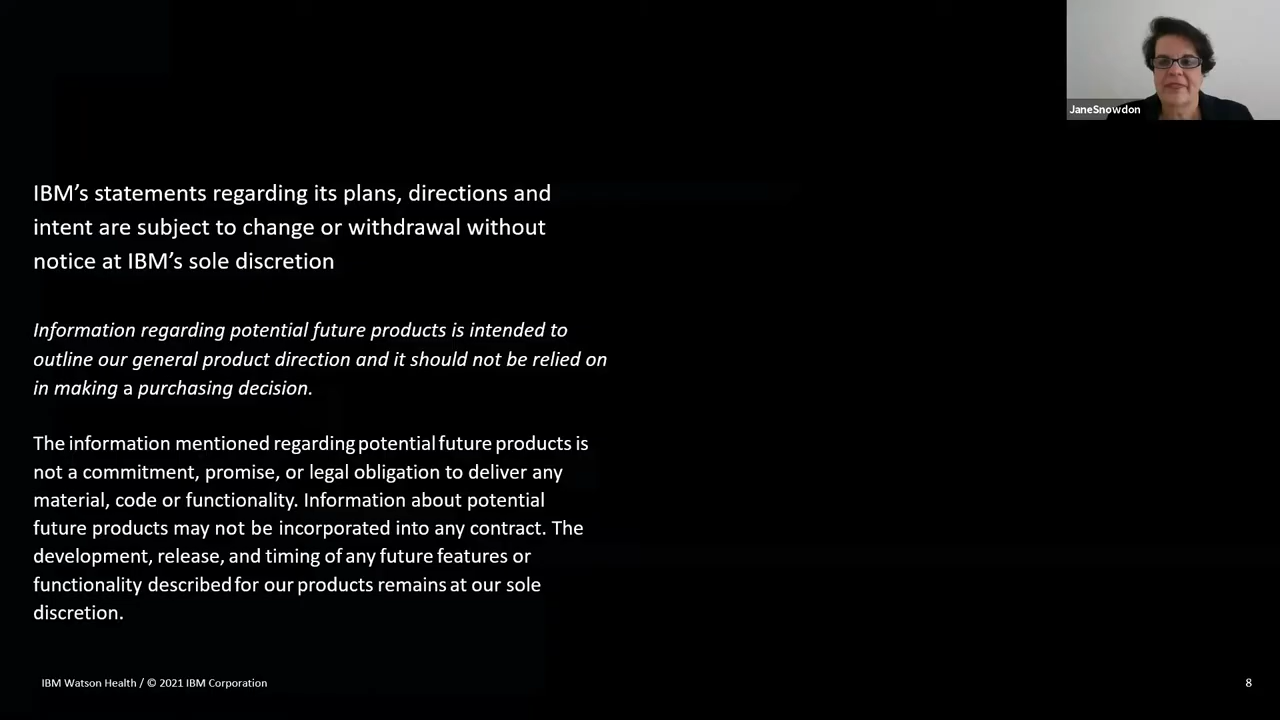 JaneSnowdon
IBM’s statements regarding its plans, directions and
intent are subject to change or withdrawal without
notice at IBM’s sole discretion
Information regarding potential future products is intended to
outline our general product direction and it should not be relied on
in making a purchasing decision.
The information mentioned regarding potential future products is
not a commitment, promise, or legal obligation to deliver any
material, code or functionality. Information about potential
future products may not be incorporated into any contract. The
development, release, and timing of any future features or
functionality described for our products remains at our sole
discretion.
IBM Watson Health / © 2021 IBM Corporation
8